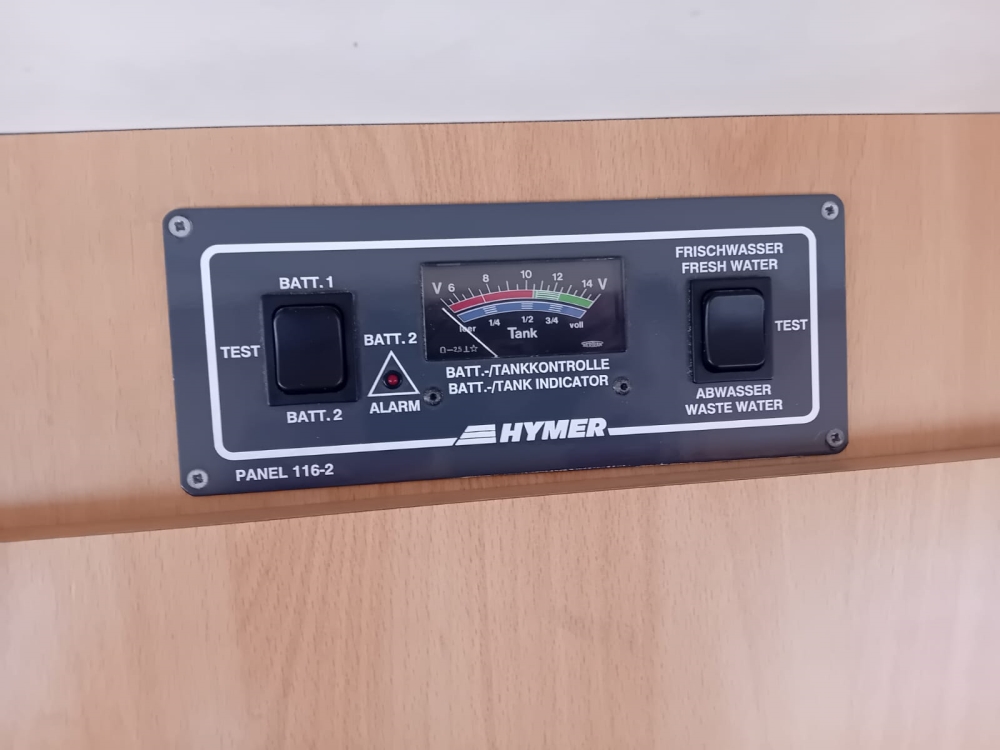 BATT. 1
TEST
BATT. 2
BATT. 2
ALARM
V 6 8 10 12 14 V
leer 1/4 1/2 3/4 voll
Tank
2,5
BATT.-/TANKKONTROLLE
BATT.-/TANK INDICATOR
HYMER
FRISCHWASSER
FRESH WATER
TEST
ABWASSER
WASTE WATER
PANEL 116-2